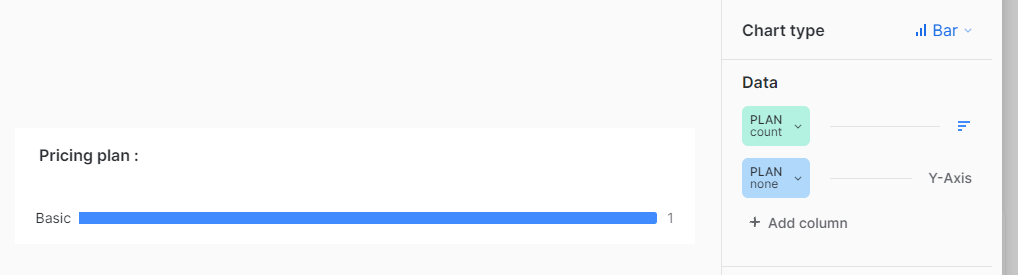 Chart type
Bar
Data
PLAN
count
PLAN
none
Y-Axis
+ Add column
Pricing plan :
Basic 1